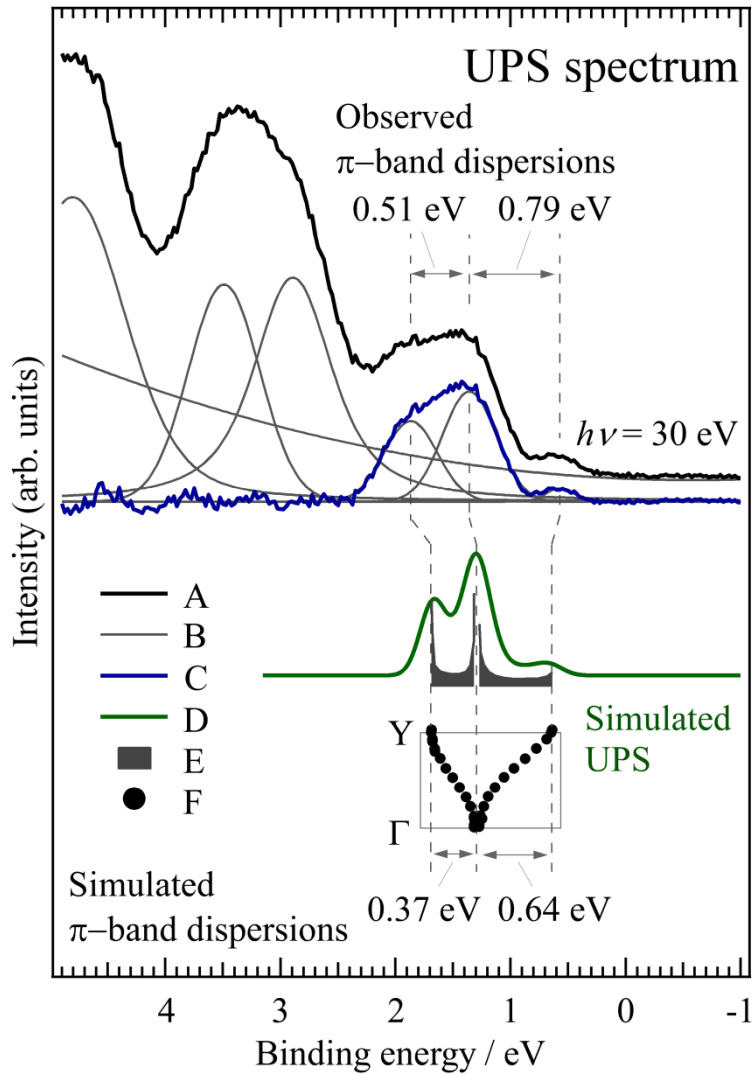 UPS spectrum
Observed
π−band dispersions
0.51 eV 0.79 eV
hν = 30 eV
Intensity (arb. units)
A
B
C
D
E
F
Simulated
UPS
Y
Γ
0.37 eV 0.64 eV
Simulated
π−band dispersions
4 3 2 1 0 -1
Binding energy / eV